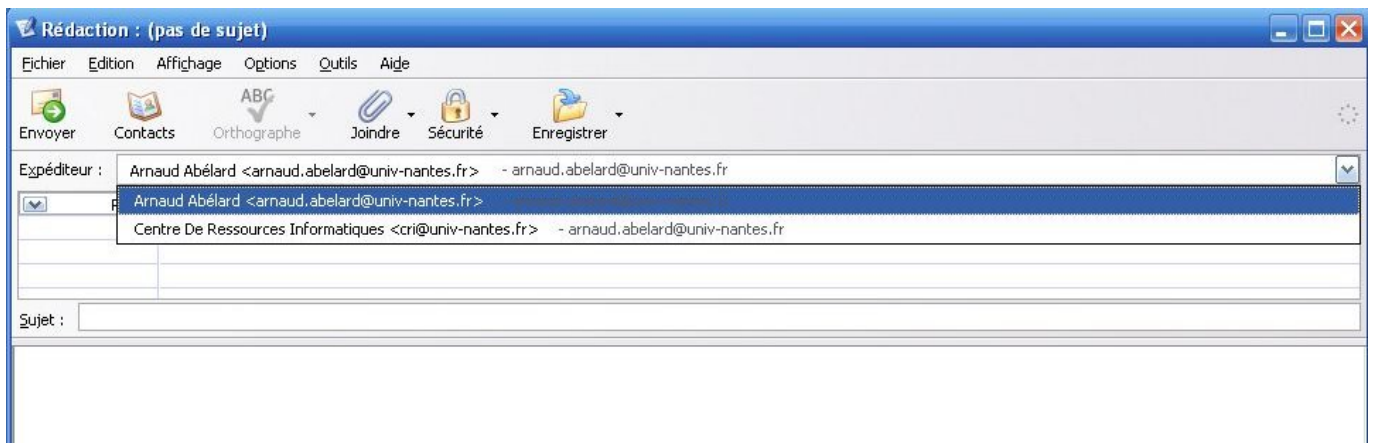 Rédaction : (pas de sujet)
Fichier Edition Affichage Options Outils Aide
ABC
Envoyer Contacts Orthographe Joindre Sécurité Enregistrer
Expéditeur : Arnaud Abélard <arnaud.abelard@univ-nantes.fr> - arnaud.abelard@univ-nantes.fr
Arnaud Abélard <arnaud.abelard@univ-nantes.fr>
Centre De Ressources Informatiques <cri@univ-nantes.fr> - arnaud.abelard@univ-nantes.fr
Sujet :